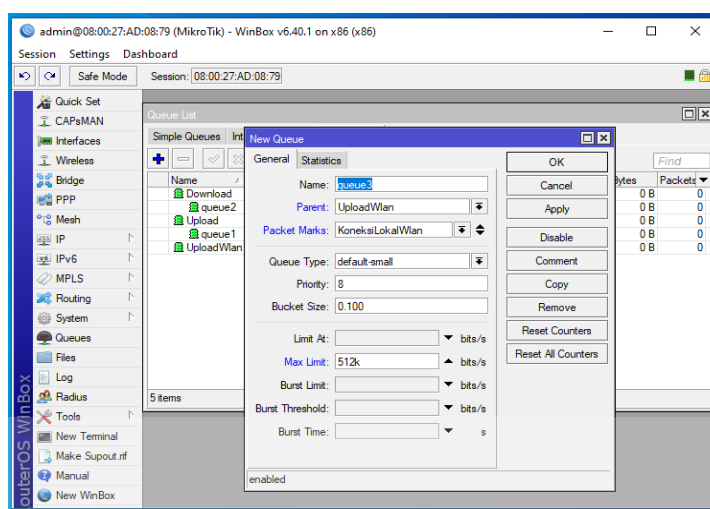 admin@08:00:27:AD:08:79 (MikroTik) - WinBox v6.40.1 on x86 (x86)
Session Settings Dashboard
Safe Mode Session: 08:00:27:AD:08:79
Quick Set
CAPsMAN
Interfaces
Wireless
Bridge
PPP
Mesh
IP
IPv6
MPLS
Routing
System
Queues
Files
Log
Radius
Tools
New Terminal
Make Supout.rif
Manual
New WinBox
RouterOS WinBox
Queue List
Simple Queues Int
Find
Name Bytes Packets
Download 0 B 0
queue2 0 B 0
Upload 0 B 0
queue1 0 B 0
UploadWlan 0 B 0
5 items
New Queue
General Statistics
Name: queue3
Parent: UploadWlan
Packet Marks: KoneksiLokalWlan
Queue Type: default-small
Priority: 8
Bucket Size: 0.100
Limit At: bits/s
Max Limit: 512k bits/s
Burst Limit: bits/s
Burst Threshold: bits/s
Burst Time: s
enabled
OK
Cancel
Apply
Disable
Comment
Copy
Remove
Reset Counters
Reset All Counters